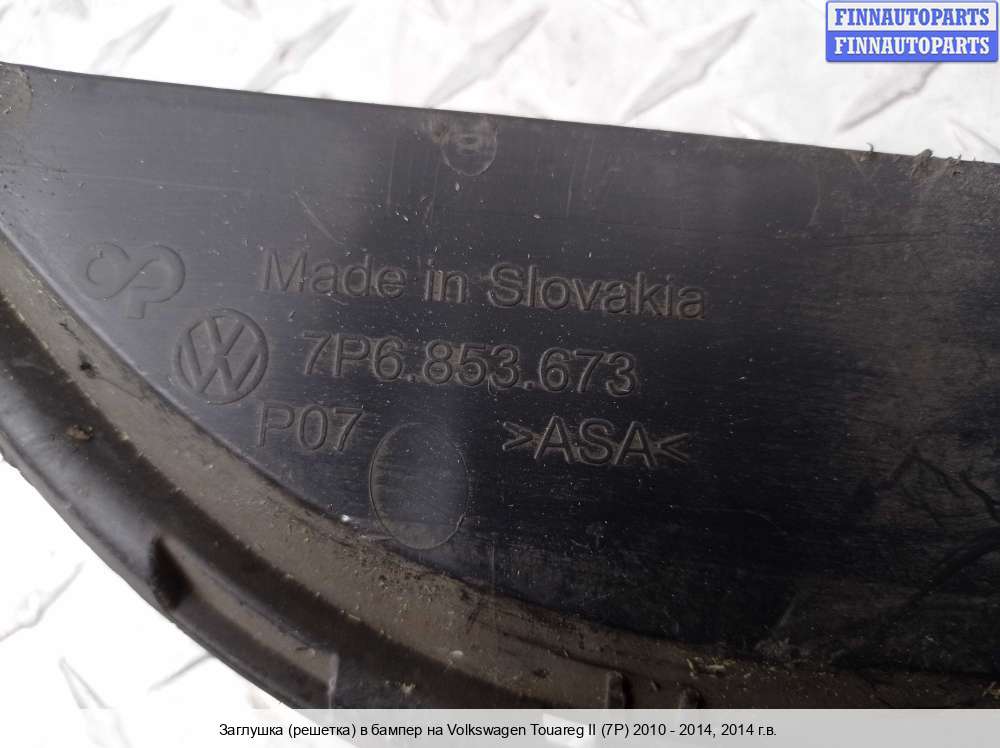 FINNAUTOPARTS
FINNAUTOPARTS
Made in Slovakia
7P6.853.673
P07 >ASA<
Заглушка (решетка) в бампер на Volkswagen Touareg II (7P) 2010 - 2014, 2014 г.в.